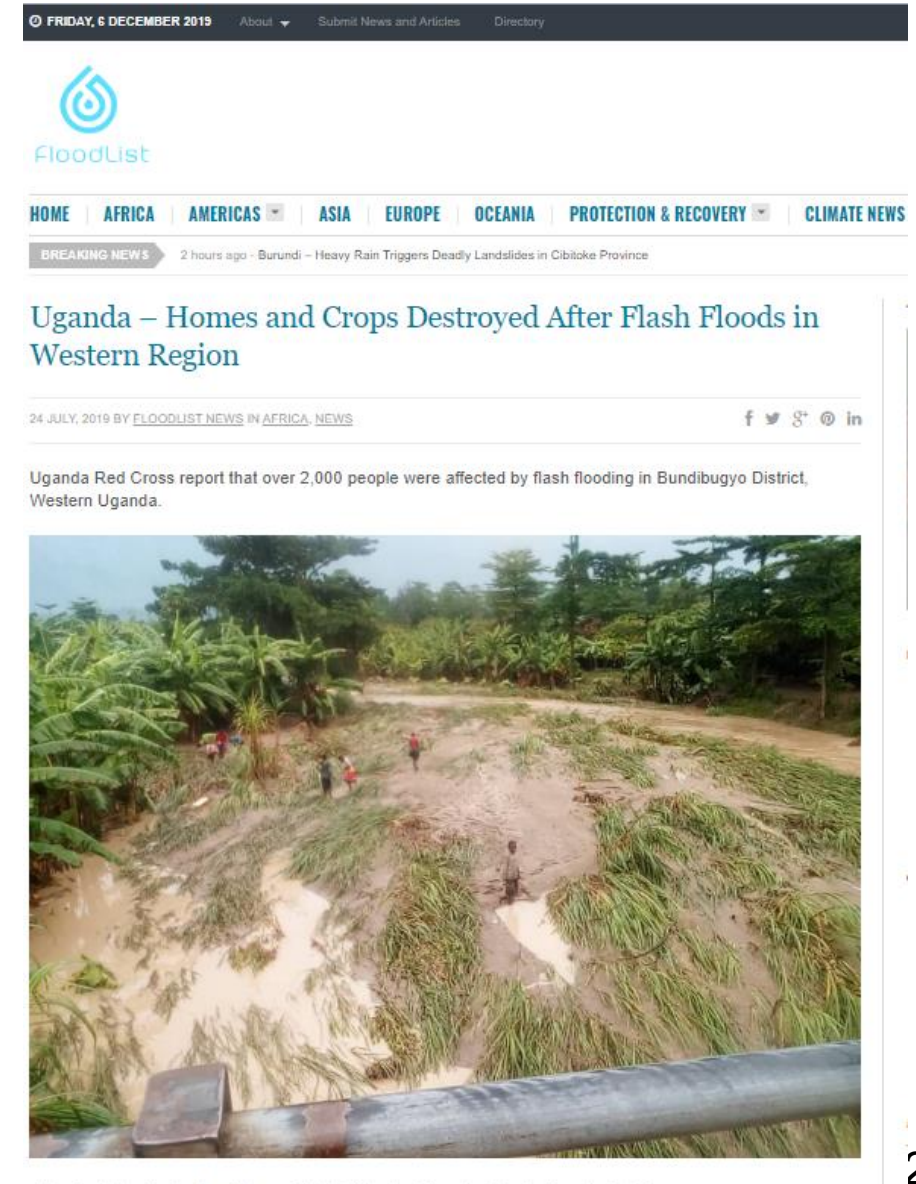 FRIDAY, 6 DECEMBER 2019 About Submit News and Articles Directory
FloodList
HOME AFRICA AMERICAS ASIA EUROPE OCEANIA PROTECTION & RECOVERY CLIMATE NEWS
BREAKING NEWS 2 hours ago - Burundi – Heavy Rain Triggers Deadly Landslides in Cibitoke Province
Uganda – Homes and Crops Destroyed After Flash Floods in
Western Region
24 JULY, 2019 BY FLOODLIST NEWS IN AFRICA, NEWS
Uganda Red Cross report that over 2,000 people were affected by flash flooding in Bundibugyo District,
Western Uganda.